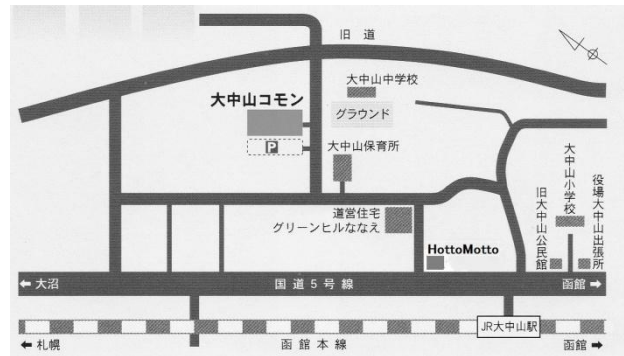 旧道
大中山中学校
大中山コモン
グラウンド
P
大中山保育所
大中山小学校
役場大中山出張所
旧大中山公民館
道営住宅
グリーンヒルななえ
HottoMotto
← 大沼
国道5号線
函館 →
JR大中山駅
← 札幌
函館本線
函館 →